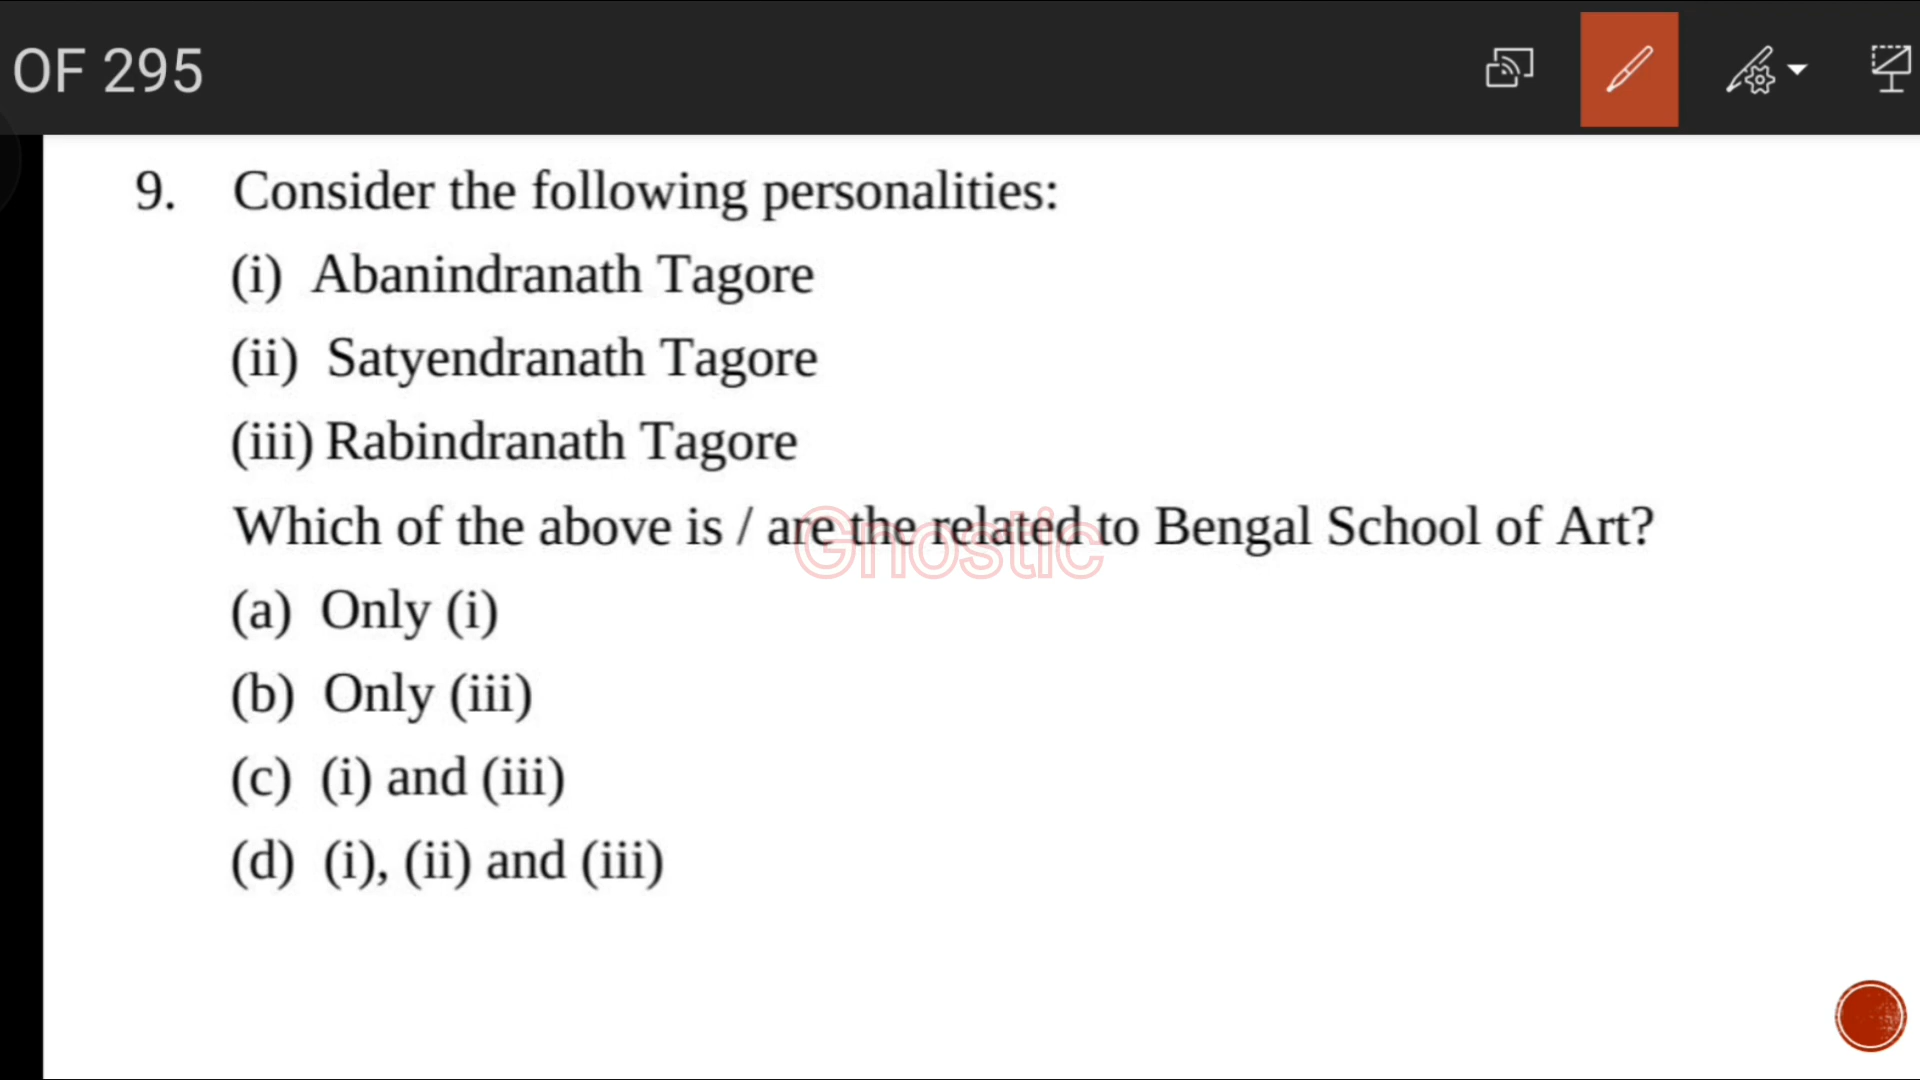 OF 295
9. Consider the following personalities:
(i) Abanindranath Tagore
(ii) Satyendranath Tagore
(iii) Rabindranath Tagore
Which of the above is / are the related to Bengal School of Art?
Gnostic
(a) Only (i)
(b) Only (iii)
(c) (i) and (iii)
(d) (i), (ii) and (iii)